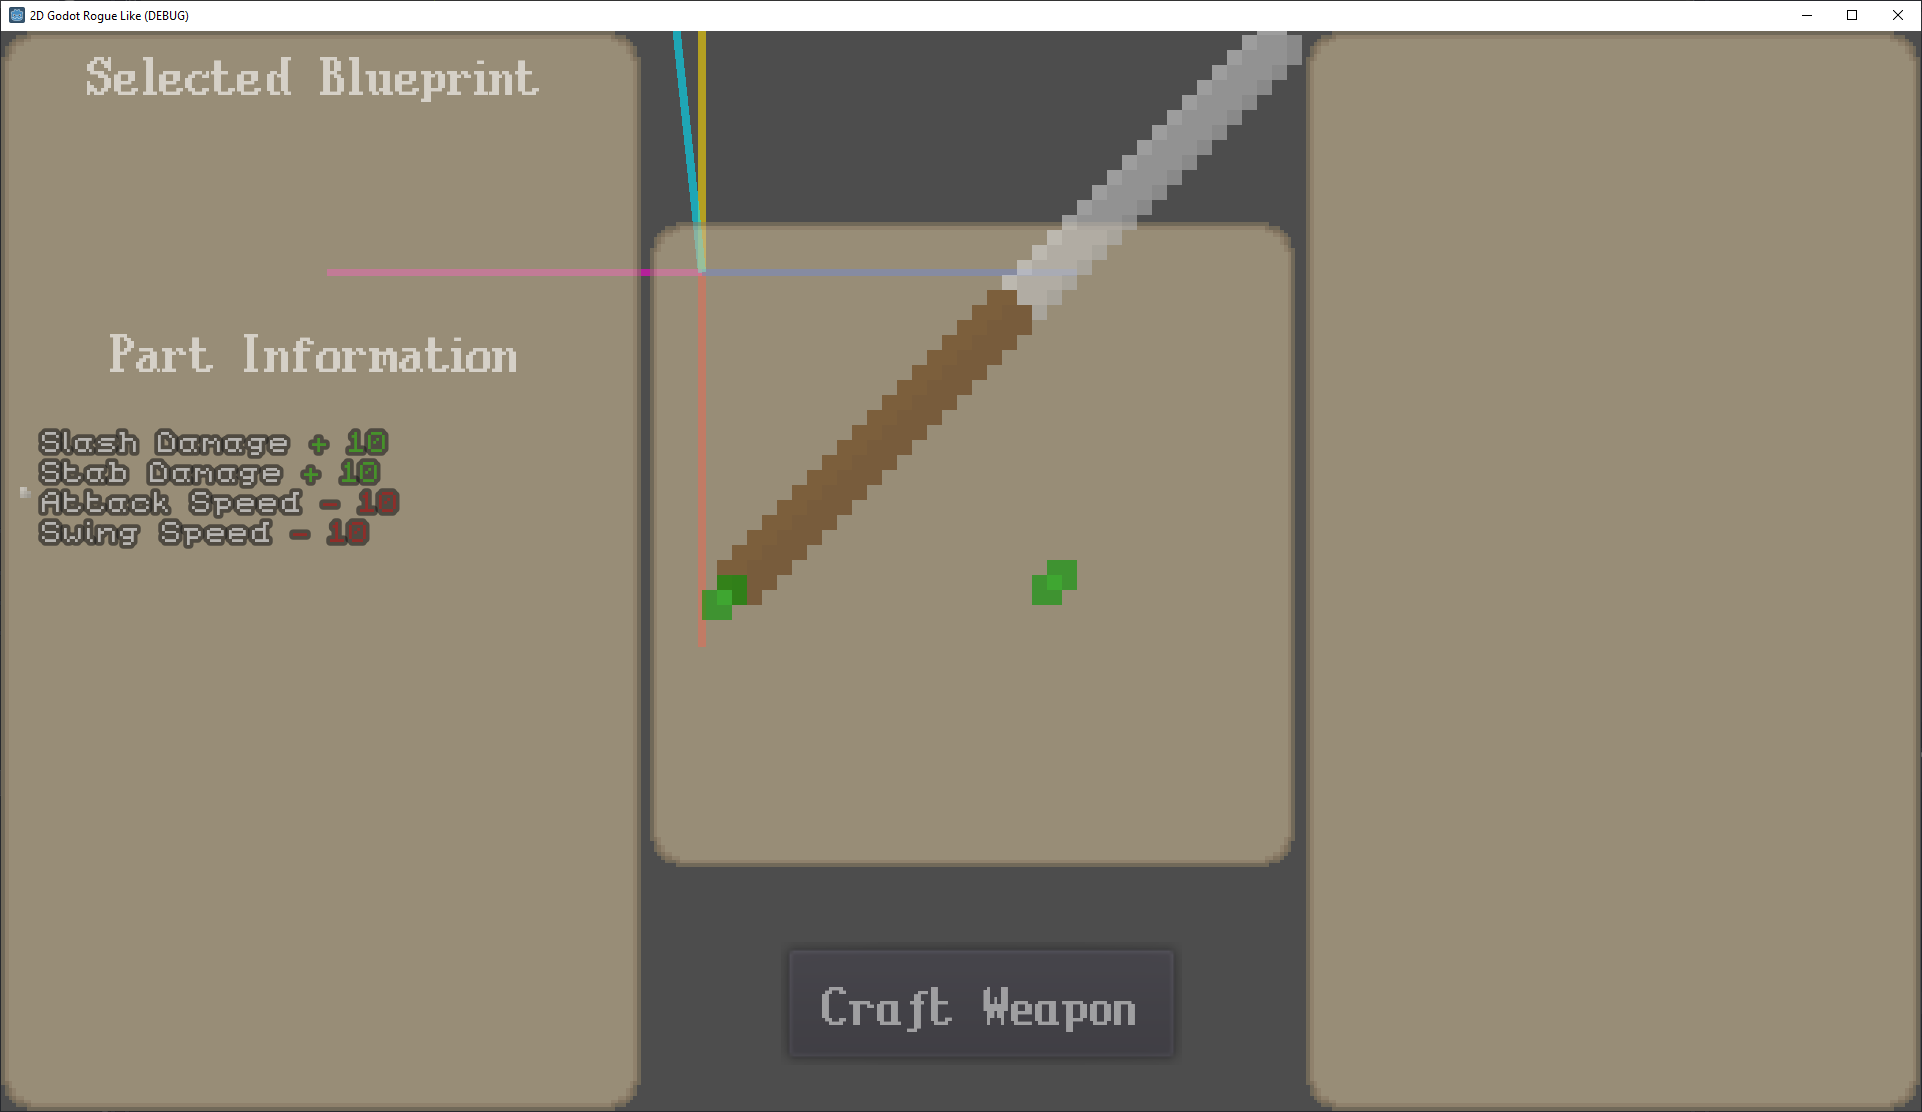 2D Godot Rogue Like (DEBUG)
Selected Blueprint
Part Information
Slash Damage + 10
Stab Damage + 10
Attack Speed - 10
Swing Speed - 10
Craft Weapon